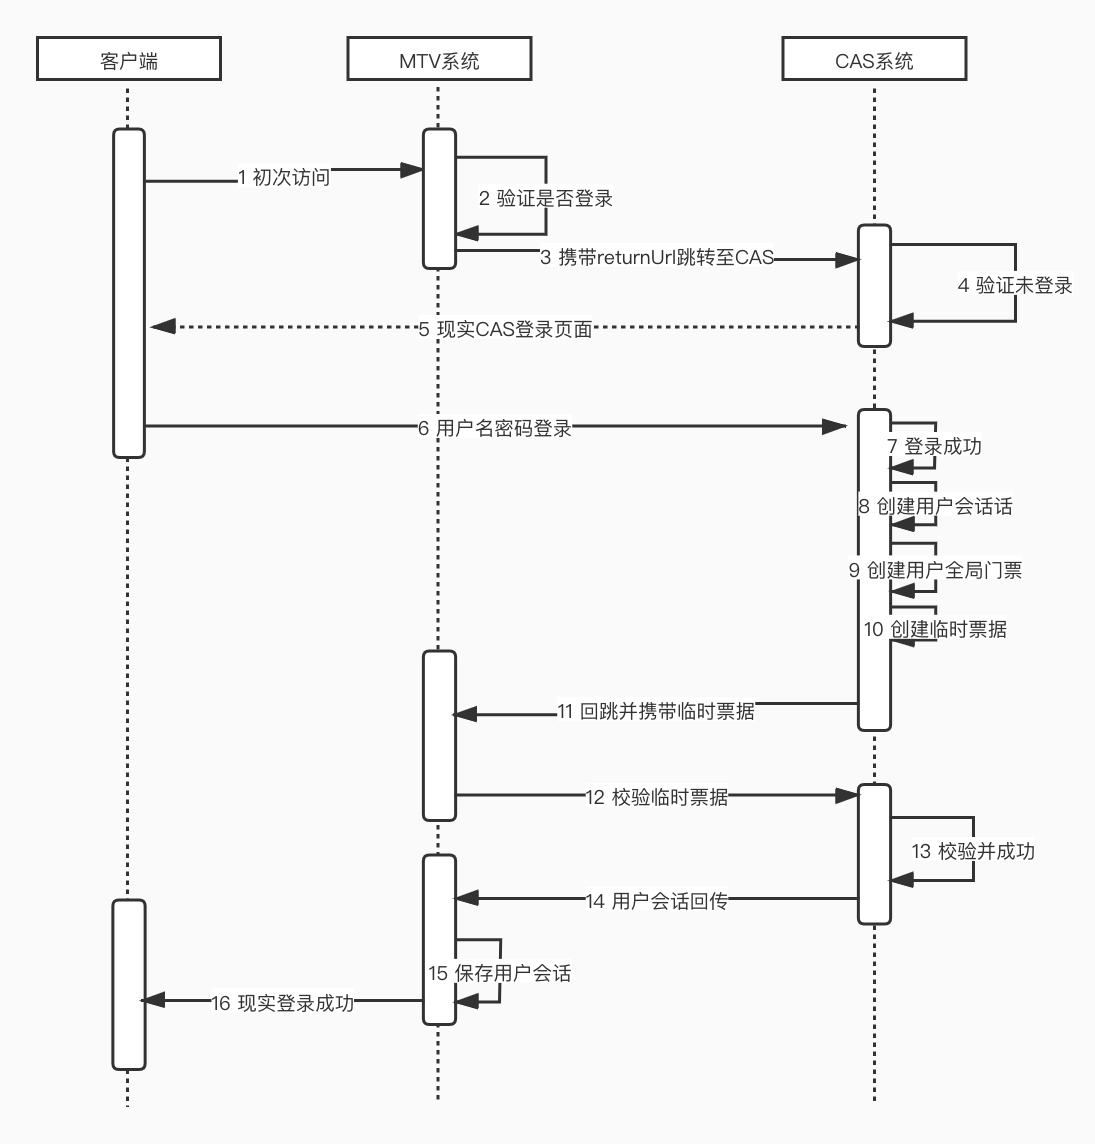 客户端
MTV系统
CAS系统
1 初次访问
2 验证是否登录
3 携带returnUrl跳转至CAS
4 验证未登录
5 现实CAS登录页面
6 用户名密码登录
7 登录成功
8 创建用户会话话
9 创建用户全局门票
10 创建临时票据
11 回跳并携带临时票据
12 校验临时票据
13 校验并成功
14 用户会话回传
15 保存用户会话
16 现实登录成功